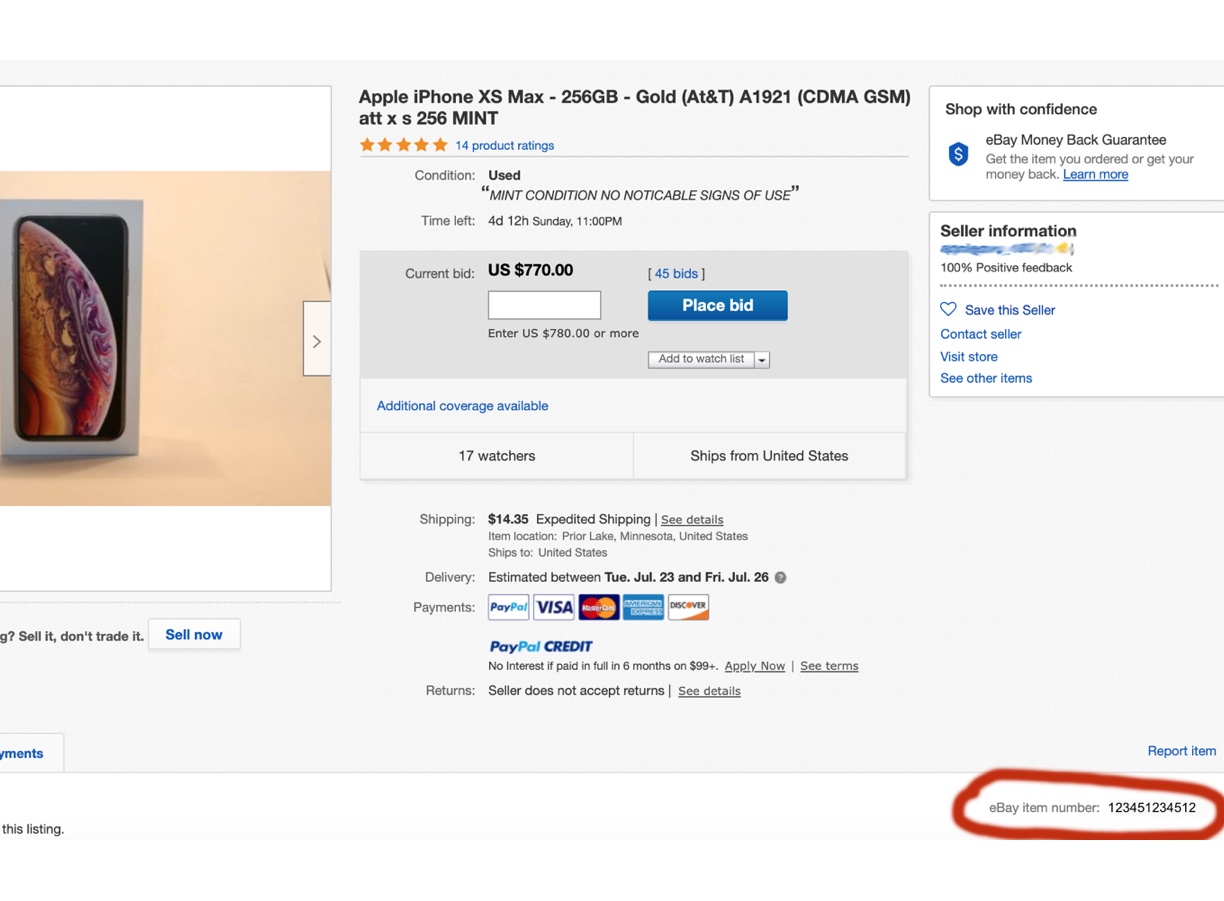 Apple iPhone XS Max - 256GB - Gold (At&T) A1921 (CDMA GSM)
att x s 256 MINT
14 product ratings
Condition: Used
“MINT CONDITION NO NOTICABLE SIGNS OF USE”
Time left: 4d 12h Sunday, 11:00PM
Current bid: US $770.00 [ 45 bids ]
Place bid
Enter US $780.00 or more
Add to watch list
Additional coverage available
17 watchers Ships from United States
Shipping: $14.35 Expedited Shipping | See details
Item location: Prior Lake, Minnesota, United States
Ships to: United States
Delivery: Estimated between Tue. Jul. 23 and Fri. Jul. 26 ?
Payments: PayPal VISA MasterCard AMERICAN EXPRESS DISCOVER
PayPal CREDIT
No Interest if paid in full in 6 months on $99+. Apply Now | See terms
Returns: Seller does not accept returns | See details
Shop with confidence
$
eBay Money Back Guarantee
Get the item you ordered or get your
money back. Learn more
Seller information
100% Positive feedback
Save this Seller
Contact seller
Visit store
See other items
g? Sell it, don't trade it. Sell now
yments
Report item
eBay item number: 123451234512
this listing.